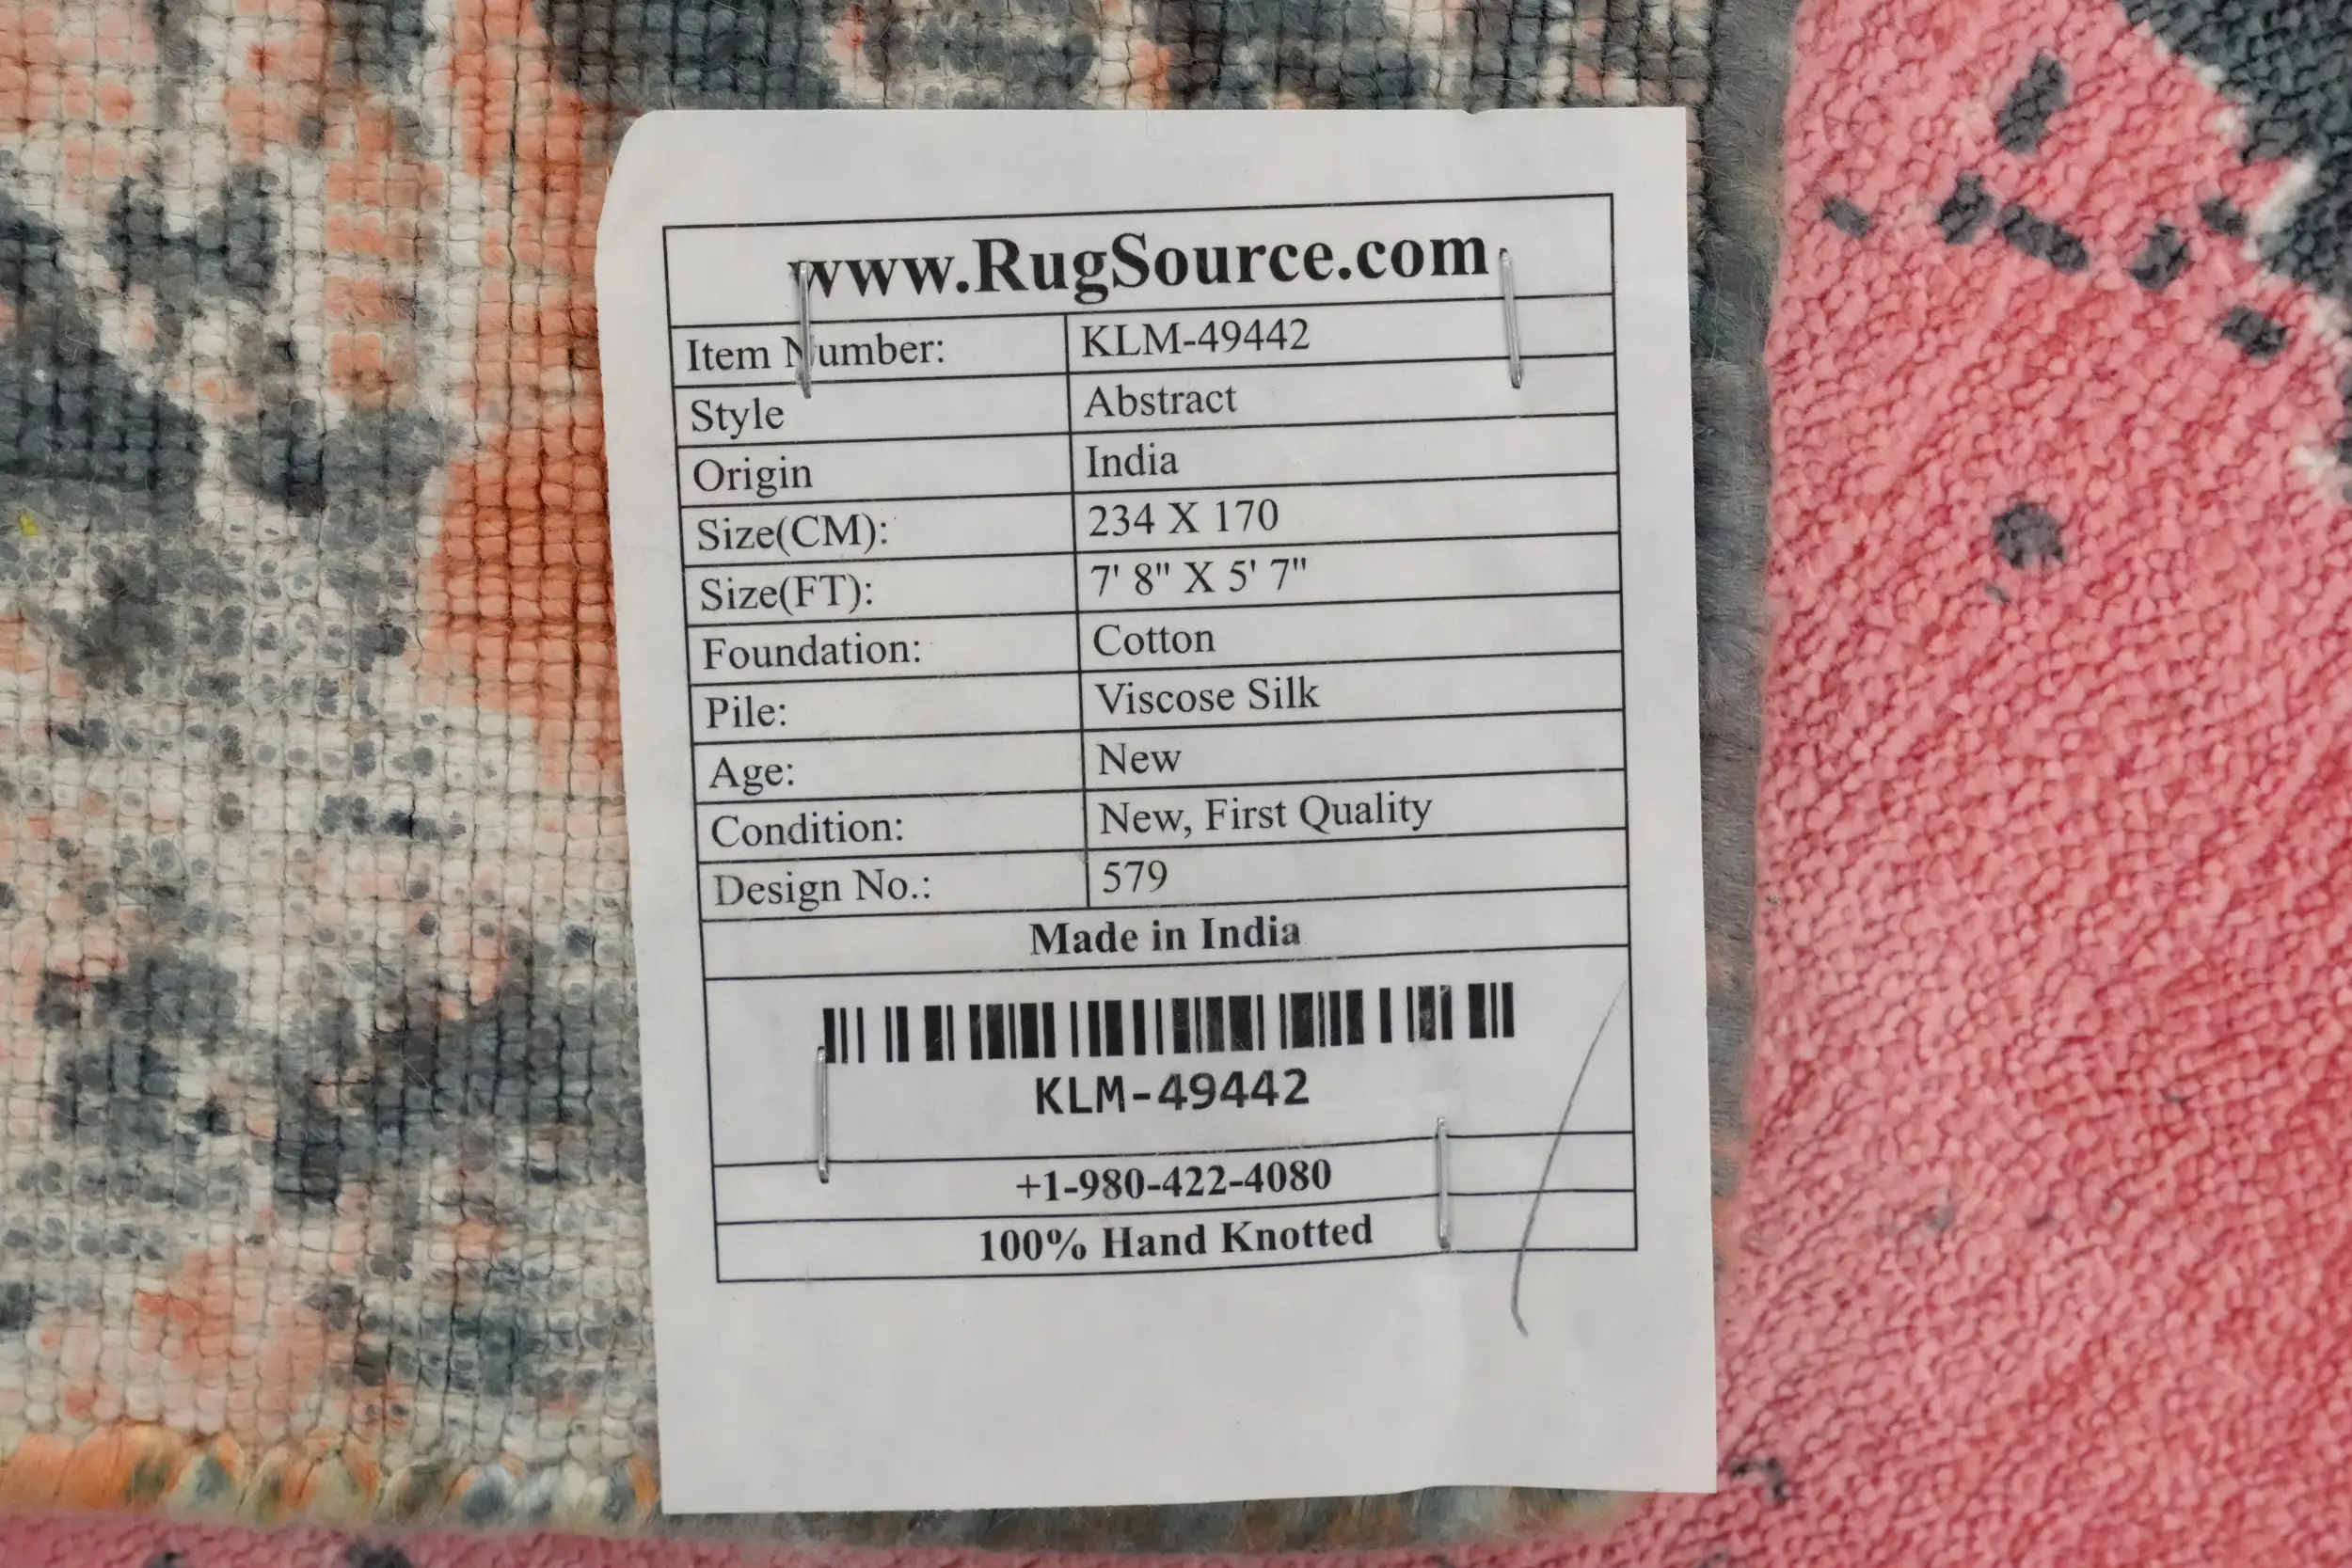 www.RugSource.com
Item Number: KLM-49442
Style Abstract
Origin India
Size(CM): 234 X 170
Size(FT): 7' 8" X 5' 7"
Foundation: Cotton
Pile: Viscose Silk
Age: New
Condition: New, First Quality
Design No.: 579
Made in India
KLM-49442
+1-980-422-4080
100% Hand Knotted